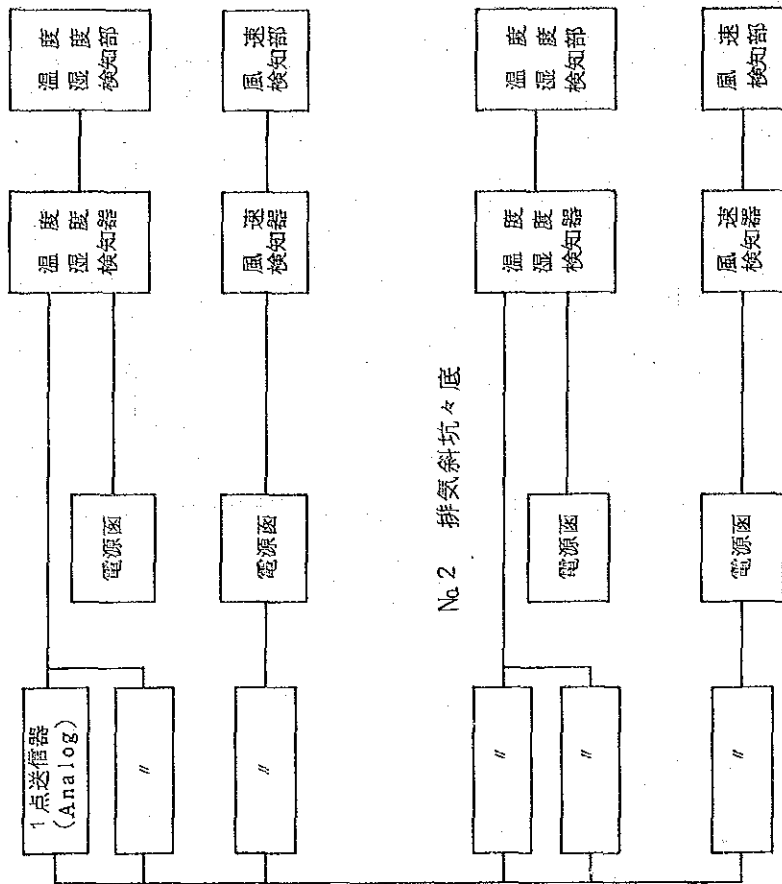 1点送信器
(Analog)
温度
湿度
検知器
温度
湿度
検知部
〃
電源函
〃
電源函
風速
検知器
風速
検知部
№2 排気斜坑々底
〃
温度
湿度
検知器
温度
湿度
検知部
〃
電源函
〃
電源函
風速
検知器
風速
検知部